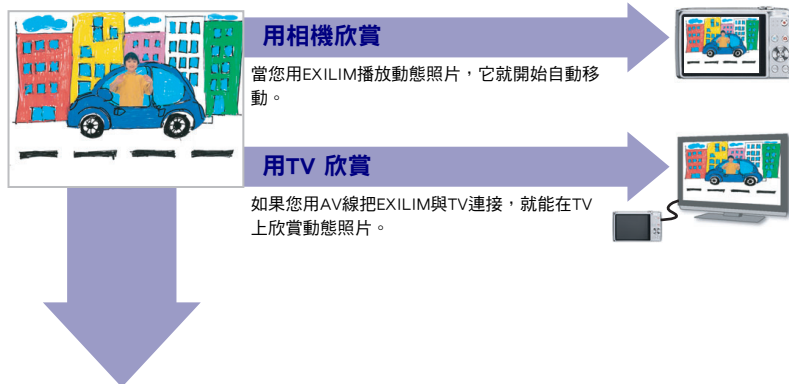 用相機欣賞
當您用EXILIM播放動態照片，它就開始自動移
動。
用TV 欣賞
如果您用AV線把EXILIM與TV連接，就能在TV
上欣賞動態照片。